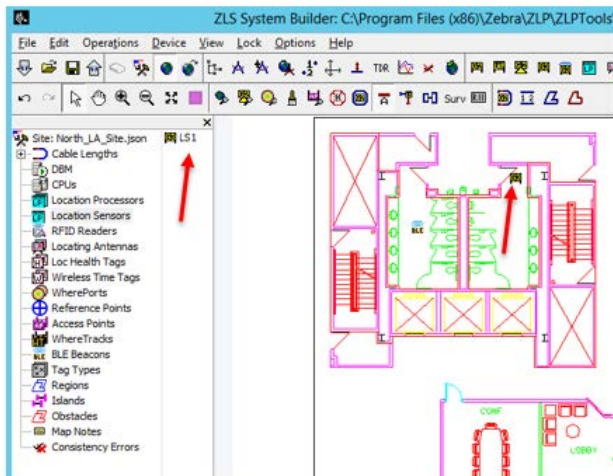 ZLS System Builder: C:\Program Files (x86)\Zebra\ZLP\ZLPTools
File Edit Operations Device View Lock Options Help
TDR
Surv
Site: North_LA_Site.json
LS1
Cable Lengths
DBM
CPUs
Location Processors
Location Sensors
RFID Readers
Locating Antennas
Loc Health Tags
Wireless Time Tags
WherePorts
Reference Points
Access Points
WhereTracks
BLE Beacons
Tag Types
Regions
Islands
Obstacles
Map Notes
Consistency Errors
BLE
CONF
LOBBY